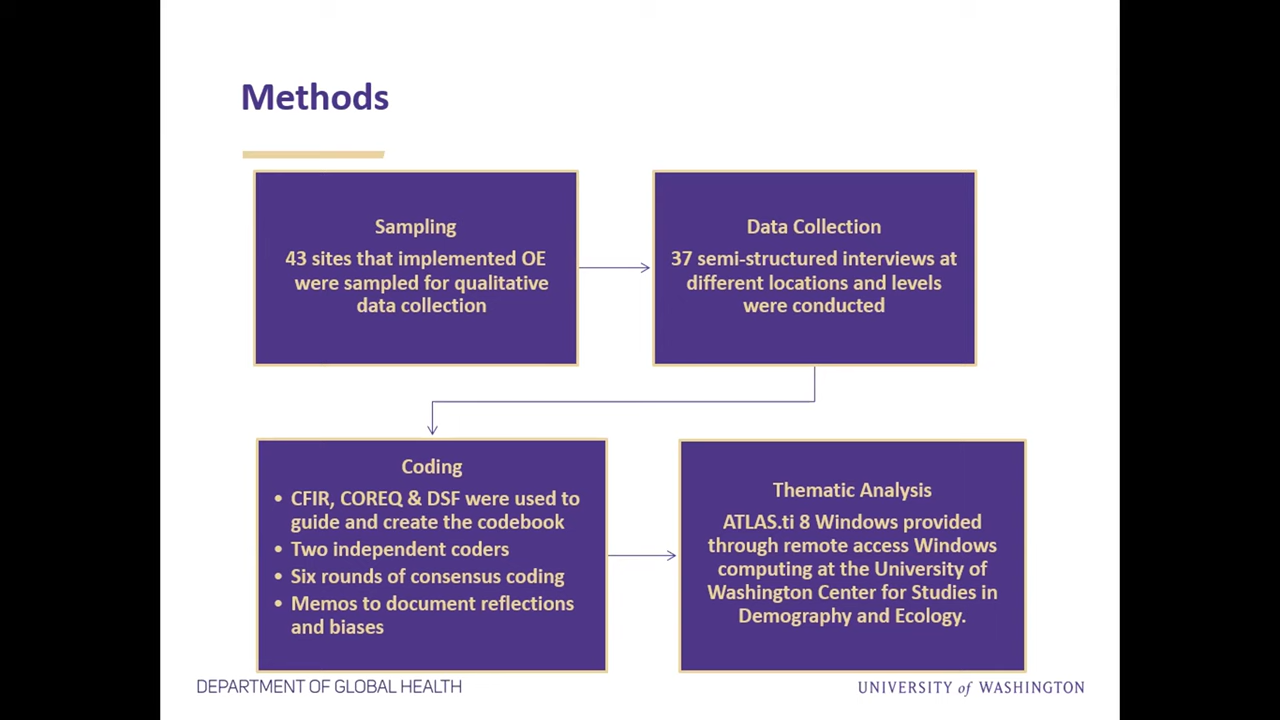 Methods
Sampling
43 sites that implemented OE
were sampled for qualitative
data collection
Data Collection
37 semi-structured interviews at
different locations and levels
were conducted
Coding
• CFIR, COREQ & DSF were used to
guide and create the codebook
• Two independent coders
• Six rounds of consensus coding
• Memos to document reflections
and biases
Thematic Analysis
ATLAS.ti 8 Windows provided
through remote access Windows
computing at the University of
Washington Center for Studies in
Demography and Ecology.
DEPARTMENT OF GLOBAL HEALTH
UNIVERSITY of WASHINGTON